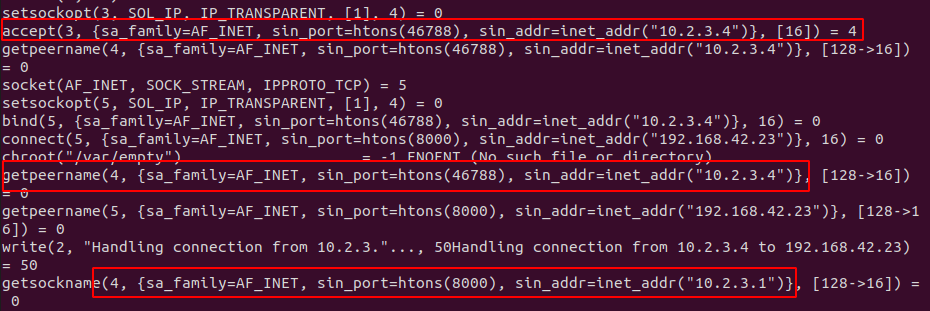 setsockopt(3, SOL_IP, IP_TRANSPARENT, [1], 4) = 0
accept(3, {sa_family=AF_INET, sin_port=htons(46788), sin_addr=inet_addr("10.2.3.4")}, [16]) = 4
getpeername(4, {sa_family=AF_INET, sin_port=htons(46788), sin_addr=inet_addr("10.2.3.4")}, [128->16])
= 0
socket(AF_INET, SOCK_STREAM, IPPROTO_TCP) = 5
setsockopt(5, SOL_IP, IP_TRANSPARENT, [1], 4) = 0
bind(5, {sa_family=AF_INET, sin_port=htons(46788), sin_addr=inet_addr("10.2.3.4")}, 16) = 0
connect(5, {sa_family=AF_INET, sin_port=htons(8000), sin_addr=inet_addr("192.168.42.23")}, 16) = 0
chroot("/var/empty") = -1 ENOENT (No such file or directory)
getpeername(4, {sa_family=AF_INET, sin_port=htons(46788), sin_addr=inet_addr("10.2.3.4")}, [128->16])
= 0
getpeername(5, {sa_family=AF_INET, sin_port=htons(8000), sin_addr=inet_addr("192.168.42.23")}, [128->1
6]) = 0
write(2, "Handling connection from 10.2.3."..., 50Handling connection from 10.2.3.4 to 192.168.42.23)
= 50
getsockname(4, {sa_family=AF_INET, sin_port=htons(8000), sin_addr=inet_addr("10.2.3.1")}, [128->16]) =
0